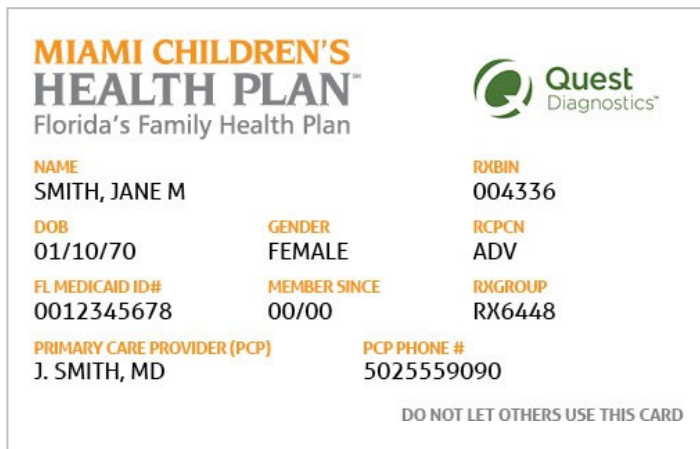 MIAMI CHILDREN'S
HEALTH PLAN℠
Florida's Family Health Plan
Quest
Diagnostics™
NAME
SMITH, JANE M
RXBIN
004336
DOB
01/10/70
GENDER
FEMALE
RCPCN
ADV
FL MEDICAID ID#
0012345678
MEMBER SINCE
00/00
RXGROUP
RX6448
PRIMARY CARE PROVIDER (PCP)
J. SMITH, MD
PCP PHONE #
5025559090
DO NOT LET OTHERS USE THIS CARD